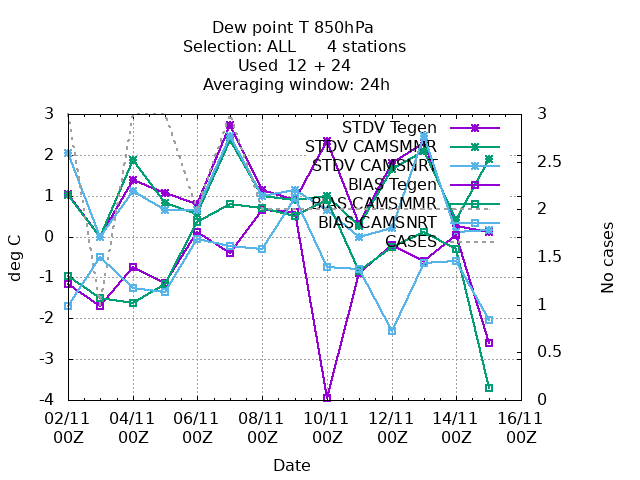 Dew point T 850hPa
Selection: ALL 4 stations
Used 12 + 24
Averaging window: 24h
STDV Tegen
STDV CAMSMMR
STDV CAMSNRT
BIAS Tegen
BIAS CAMSMMR
BIAS CAMSNRT
CASES
3
2
1
0
-1
-2
-3
-4
deg C
3
2.5
2
1.5
1
0.5
0
No cases
02/11 04/11 06/11 08/11 10/11 12/11 14/11 16/11
00Z 00Z 00Z 00Z 00Z 00Z 00Z 00Z
Date